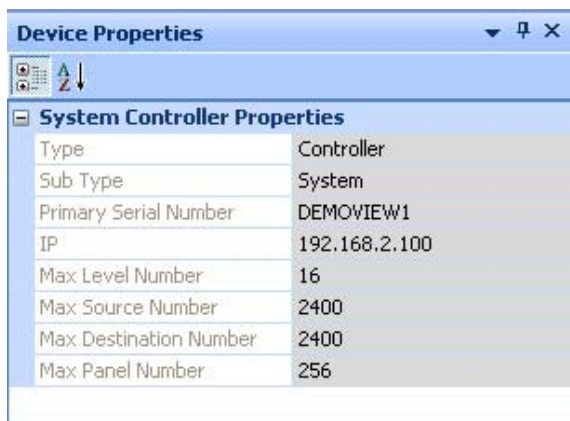 Device Properties
A
Z
System Controller Properties
Type Controller
Sub Type System
Primary Serial Number DEMOVIEW1
IP 192.168.2.100
Max Level Number 16
Max Source Number 2400
Max Destination Number 2400
Max Panel Number 256